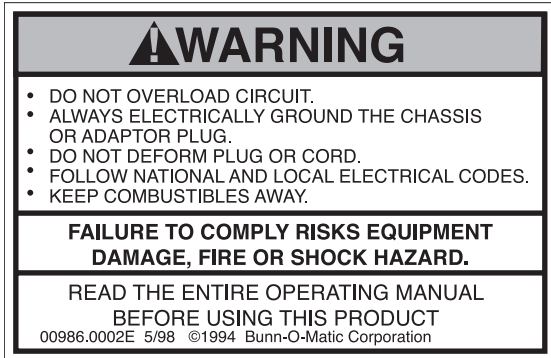 WARNING
• DO NOT OVERLOAD CIRCUIT.
• ALWAYS ELECTRICALLY GROUND THE CHASSIS
OR ADAPTOR PLUG.
• DO NOT DEFORM PLUG OR CORD.
• FOLLOW NATIONAL AND LOCAL ELECTRICAL CODES.
• KEEP COMBUSTIBLES AWAY.
FAILURE TO COMPLY RISKS EQUIPMENT
DAMAGE, FIRE OR SHOCK HAZARD.
READ THE ENTIRE OPERATING MANUAL
BEFORE USING THIS PRODUCT
00986.0002E 5/98 ©1994 Bunn-O-Matic Corporation